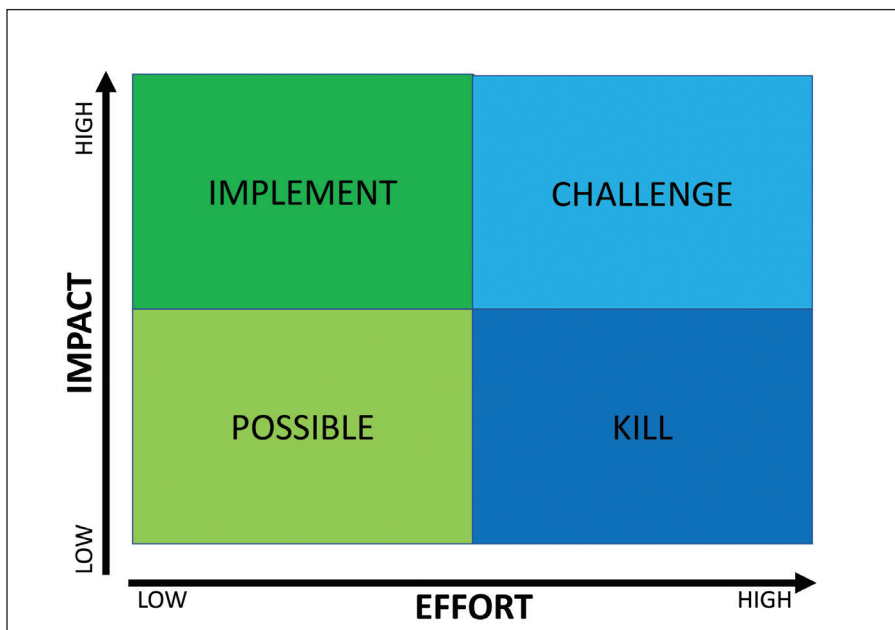 HIGH
IMPLEMENT
CHALLENGE
IMPACT
POSSIBLE
KILL
LOW
LOW
EFFORT
HIGH